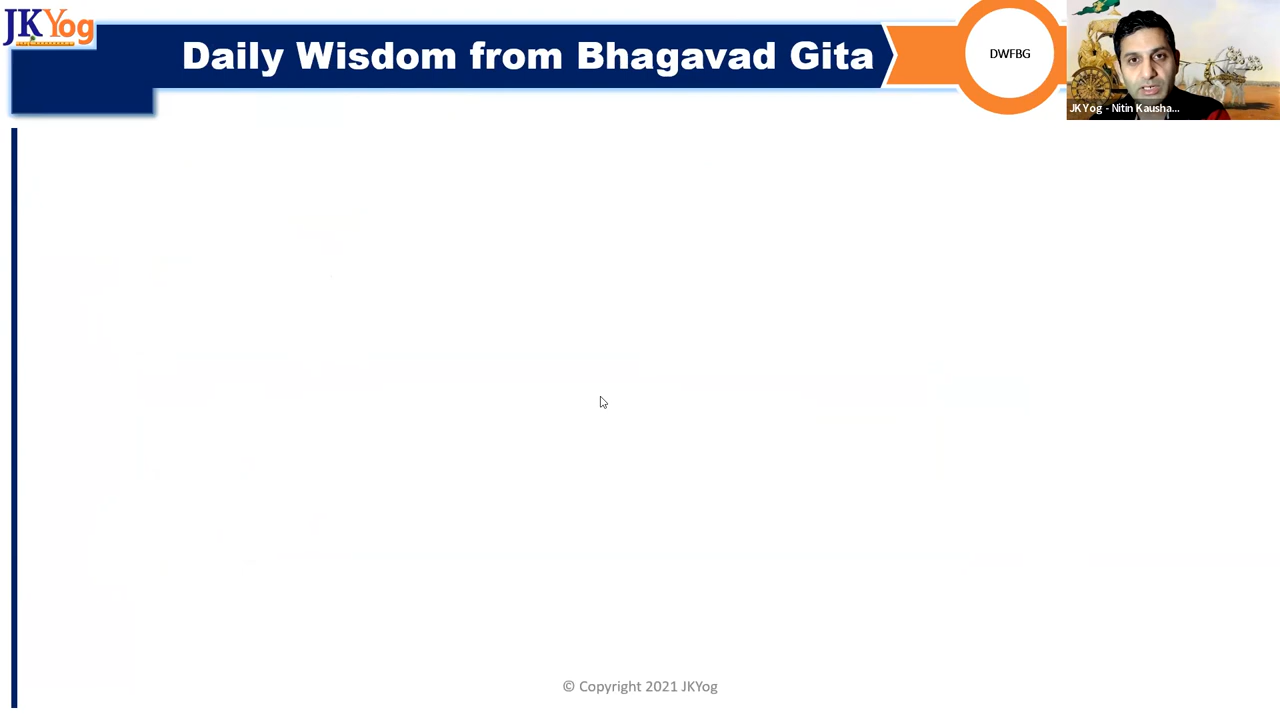 JKYog
Daily Wisdom from Bhagavad Gita
DWFBG
JKYog - Nitin Kausha...
© Copyright 2021 JKYog